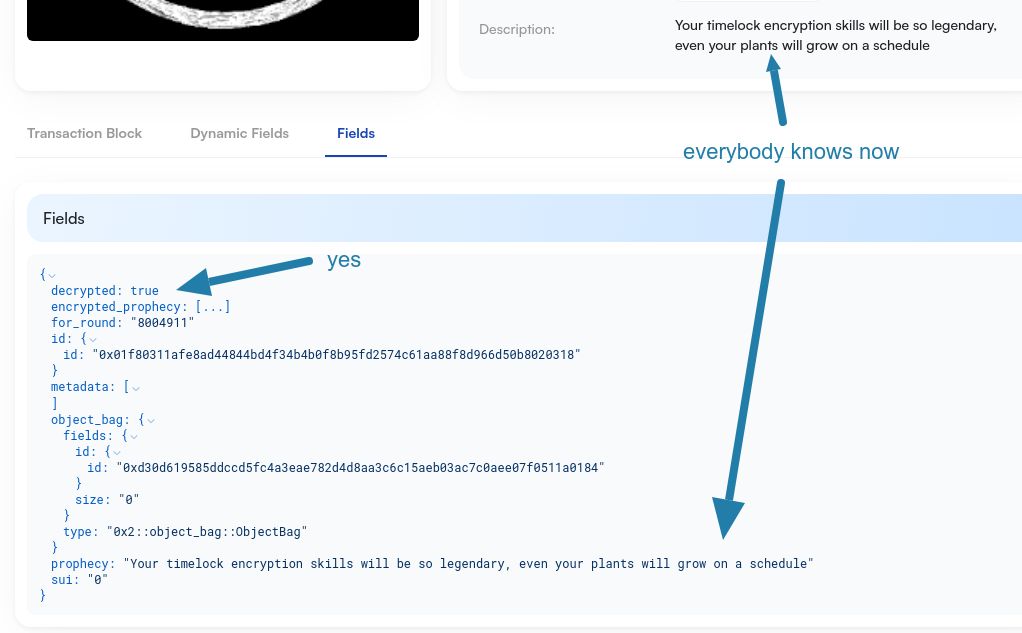 Description:
Your timelock encryption skills will be so legendary,
even your plants will grow on a schedule
Transaction Block
Dynamic Fields
Fields
everybody knows now
Fields
yes
{
decrypted: true
encrypted_prophecy: [...]
for_round: "8004911"
id: {
id: "0x01f80311afe8ad44844bd4f34b4b0f8b95fd2574c61aa88f8d966d50b8020318"
}
metadata: [
]
object_bag: {
fields: {
id: {
id: "0xd30d619585ddccd5fc4a3eae782d4d8aa3c6c15aeb03ac7c0aee07f0511a0184"
}
size: "0"
}
type: "0x2::object_bag::ObjectBag"
}
prophecy: "Your timelock encryption skills will be so legendary, even your plants will grow on a schedule"
sui: "0"
}